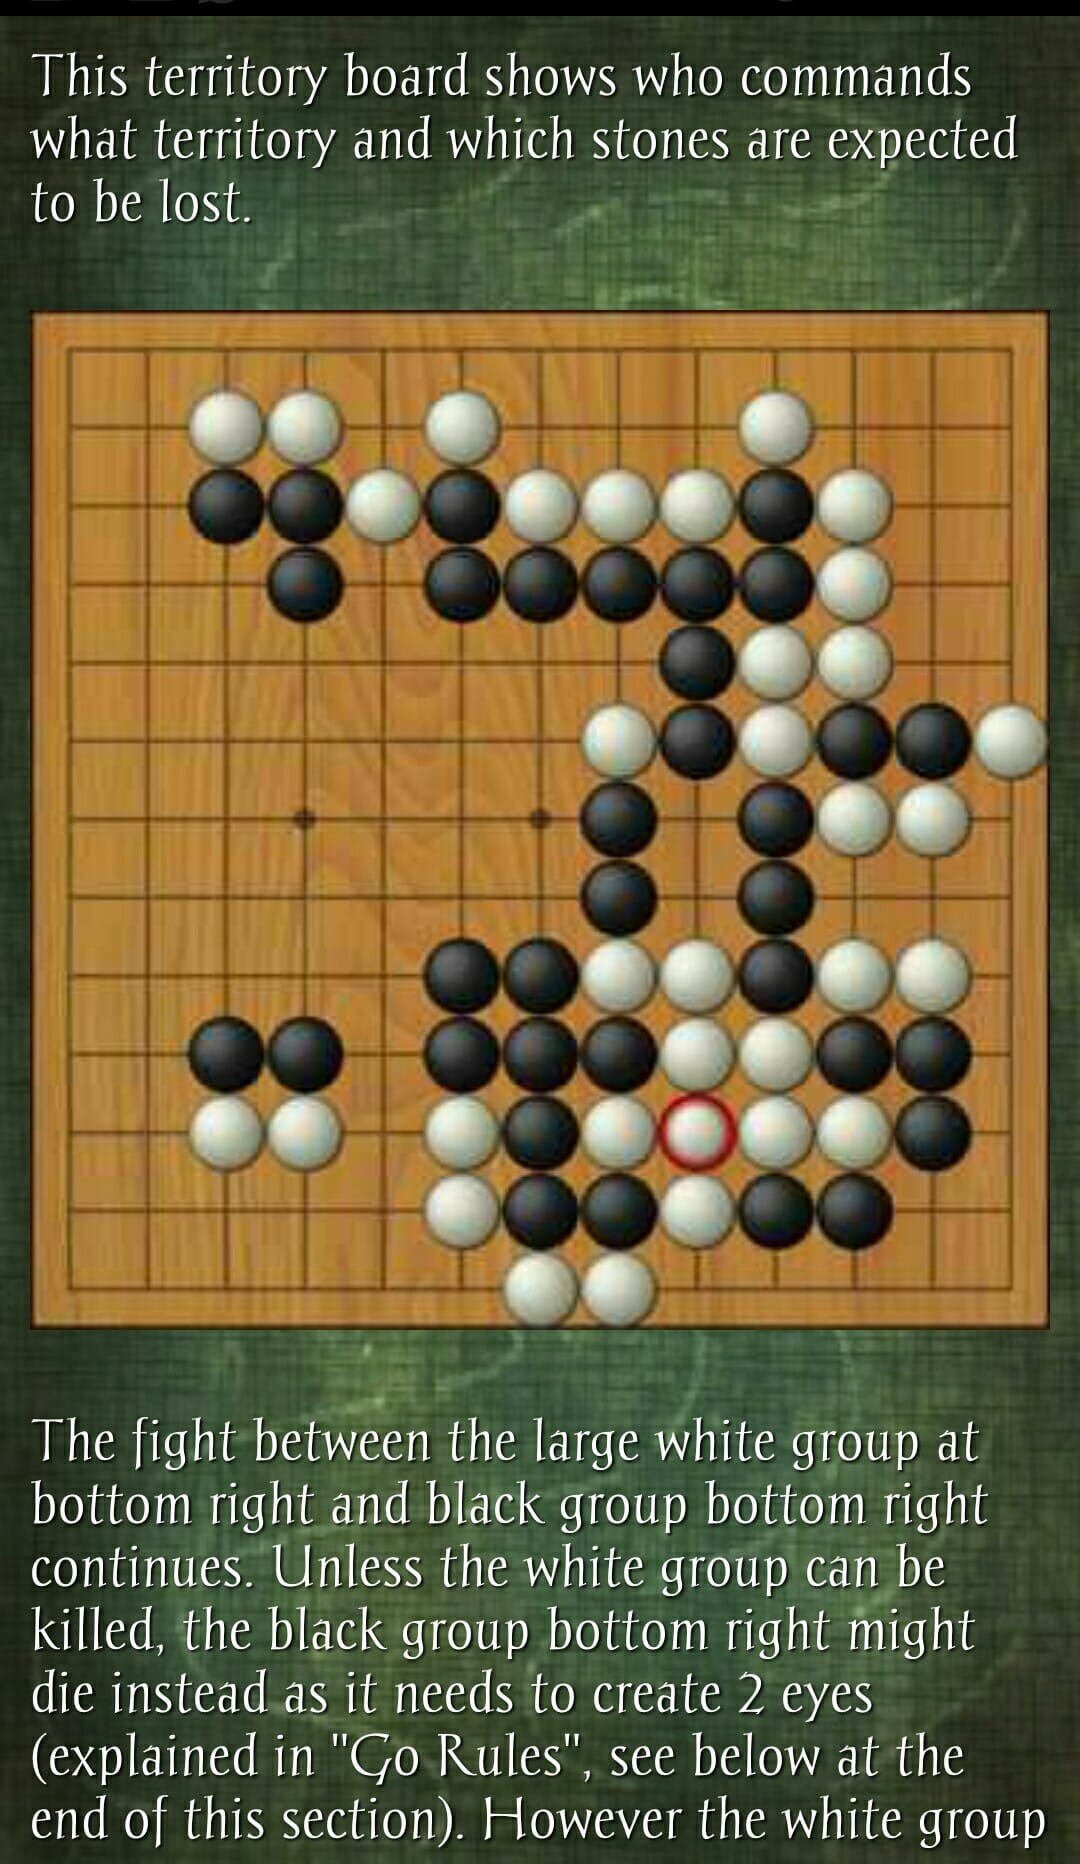 This territory board shows who commands
what territory and which stones are expected
to be lost.
The fight between the large white group at
bottom right and black group bottom right
continues. Unless the white group can be
killed, the black group bottom right might
die instead as it needs to create 2 eyes
(explained in "Go Rules", see below at the
end of this section). However the white group